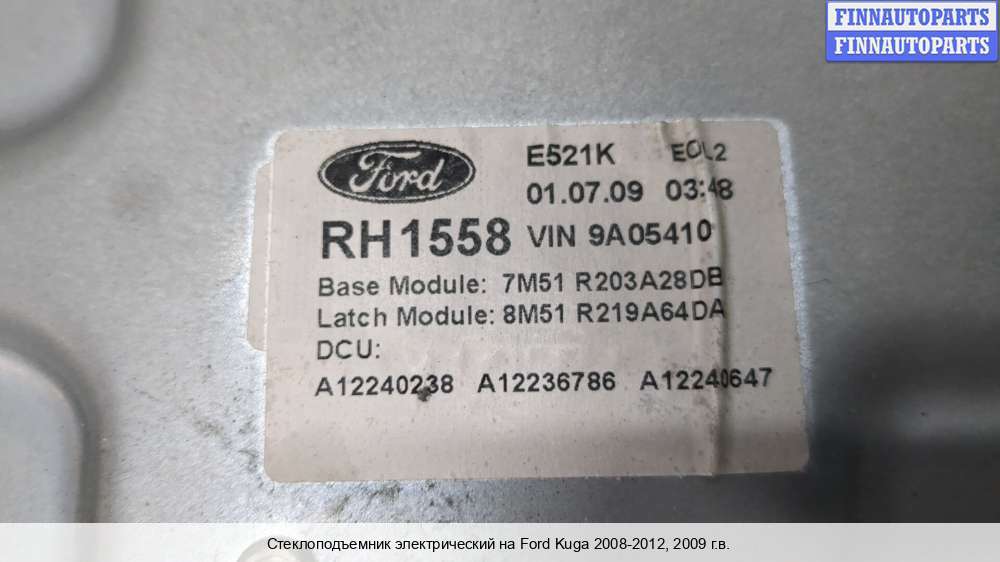 FINNAUTOPARTS
FINNAUTOPARTS
Ford
E521K EOL2
01.07.09 03:48
RH1558 VIN 9A05410
Base Module: 7M51 R203A28DB
Latch Module: 8M51 R219A64DA
DCU:
A12240238 A12236786 A12240647
Стеклоподъемник электрический на Ford Kuga 2008-2012, 2009 г.в.